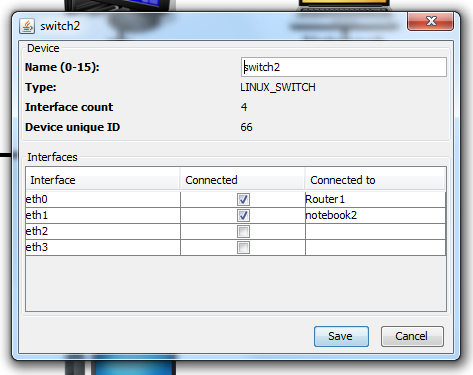 switch2
Device
Name (0-15): switch2
Type: LINUX_SWITCH
Interface count 4
Device unique ID 66
Interfaces
Interface Connected Connected to
eth0 Router1
eth1 notebook2
eth2
eth3
Save Cancel